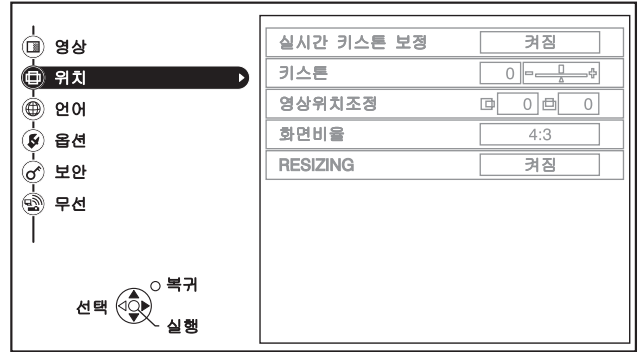 영상
위치
언어
옵션
보안
무선
복귀
선택
실행
실시간 키스톤 보정 켜짐
키스톤 0
영상위치조정 0 0
화면비율 4:3
RESIZING 켜짐